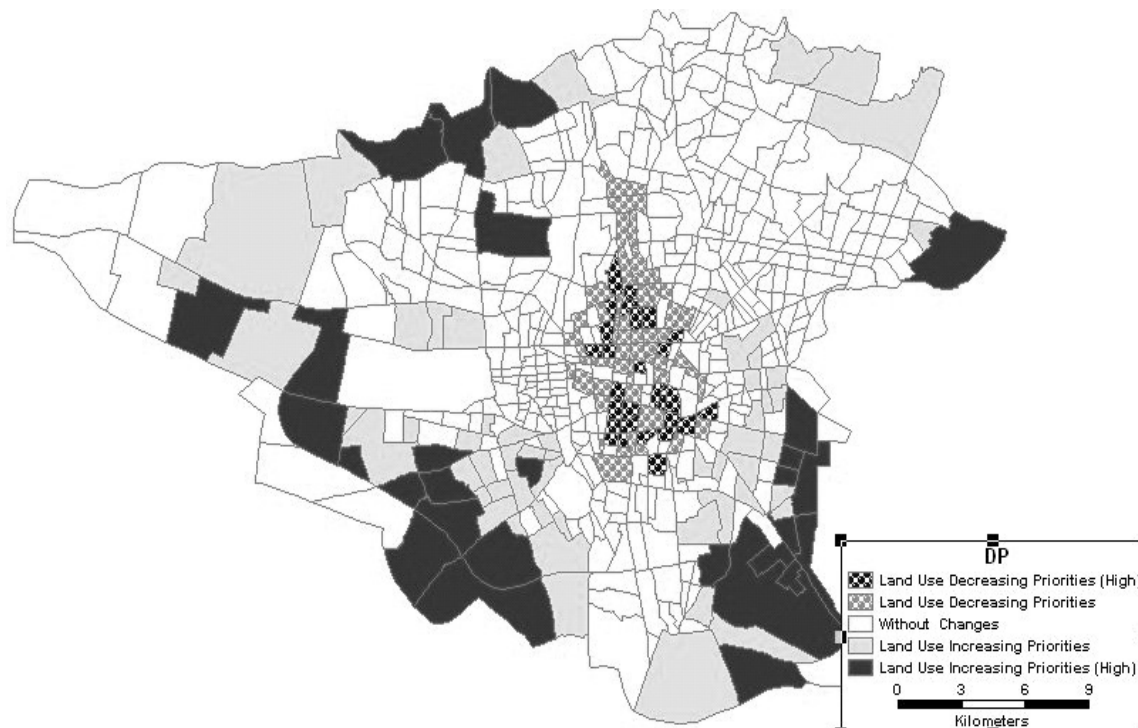 DP
Land Use Decreasing Priorities (High)
Land Use Decreasing Priorities
Without Changes
Land Use Increasing Priorities
Land Use Increasing Priorities (High)
0 3 6 9
Kilometers